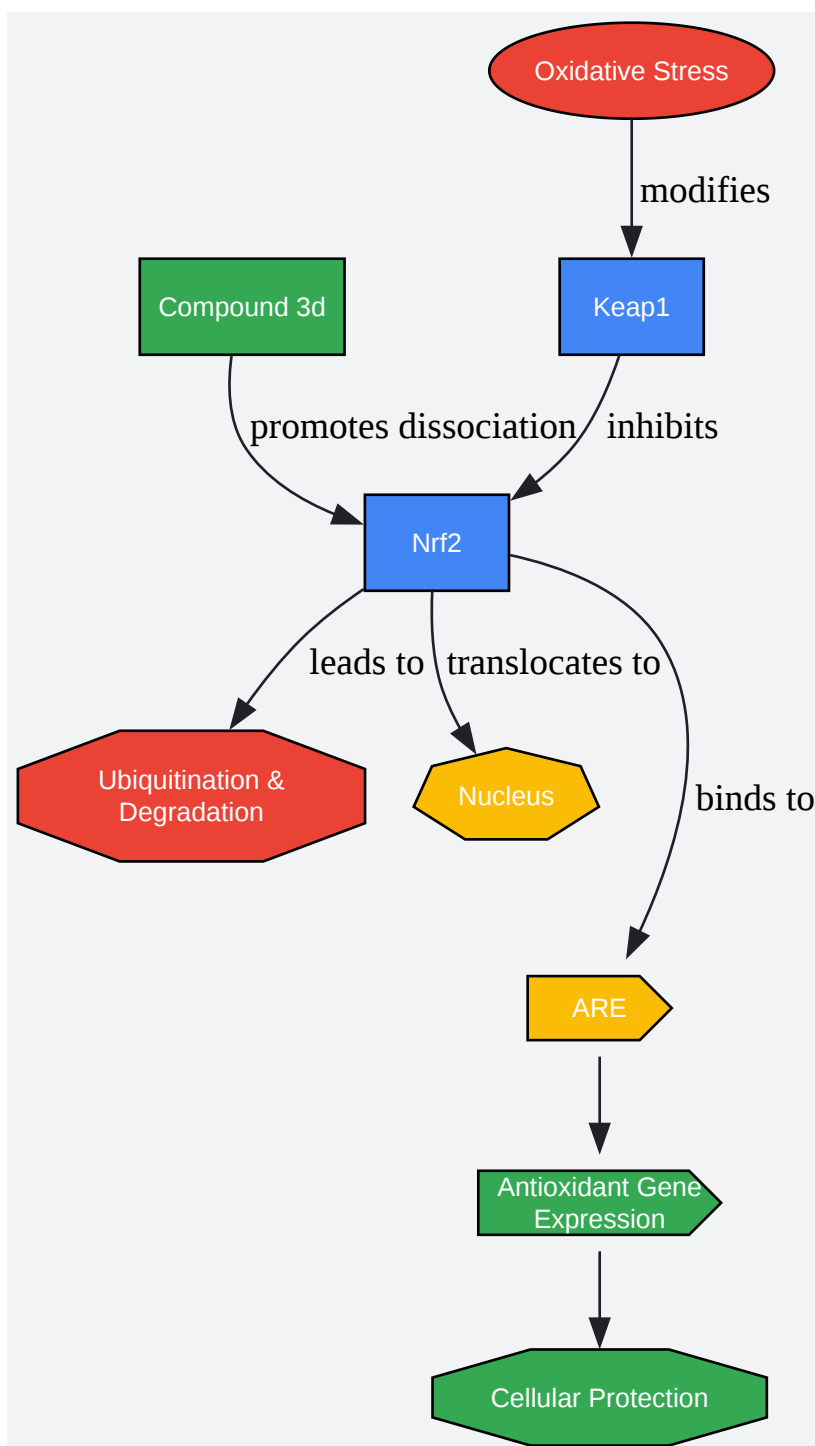 Oxidative Stress
modifies
Compound 3d
Keap1
promotes dissociation
inhibits
Nrf2
leads to
translocates to
Ubiquitination &
Degradation
Nucleus
binds to
ARE
Antioxidant Gene
Expression
Cellular Protection